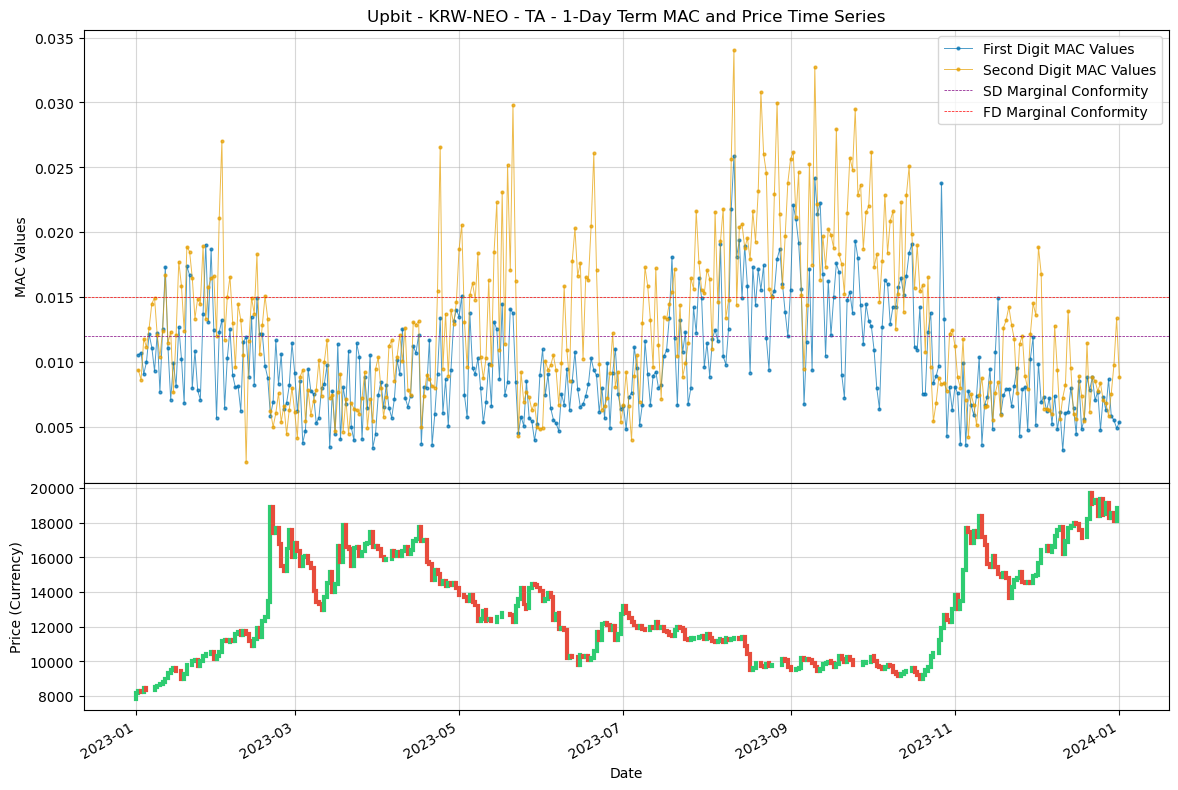 Upbit - KRW-NEO - TA - 1-Day Term MAC and Price Time Series
First Digit MAC Values
Second Digit MAC Values
SD Marginal Conformity
FD Marginal Conformity
MAC Values
0.035
0.030
0.025
0.020
0.015
0.010
0.005
Price (Currency)
20000
18000
16000
14000
12000
10000
8000
2023-01
2023-03
2023-05
2023-07
2023-09
2023-11
2024-01
Date